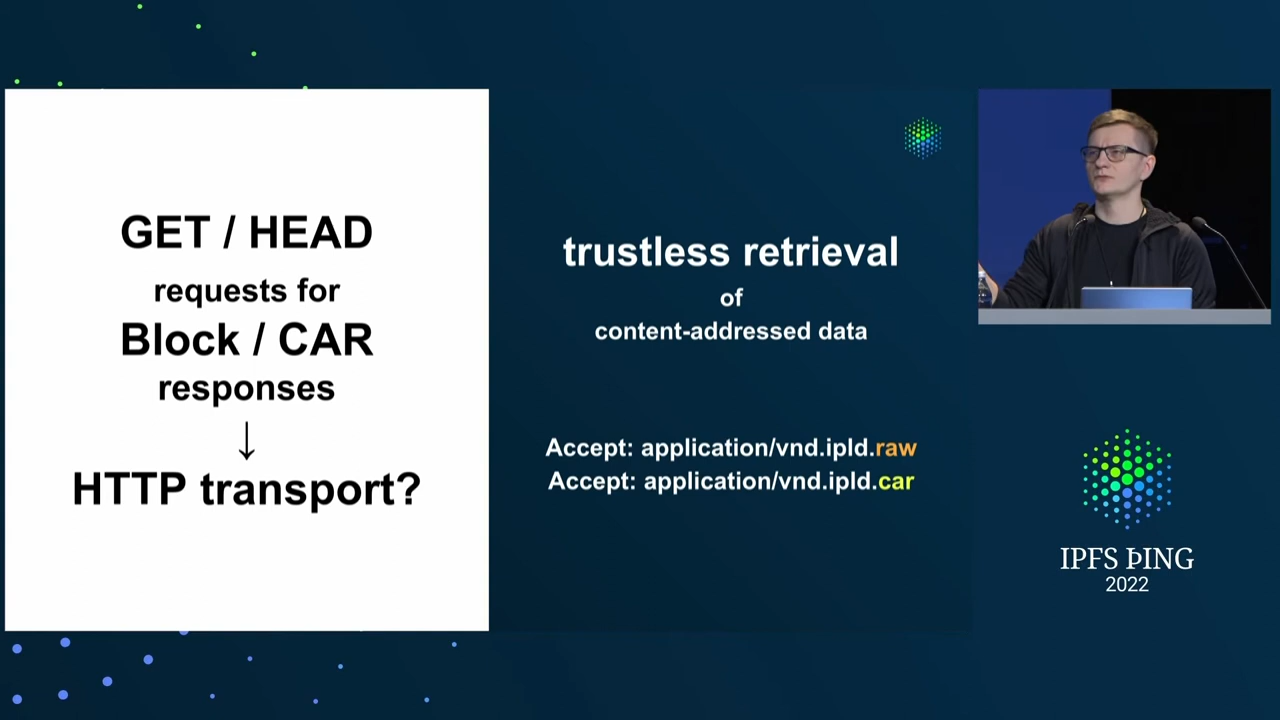 GET / HEAD
requests for
Block / CAR
responses
↓
HTTP transport?
trustless retrieval
of
content-addressed data
Accept: application/vnd.ipld.raw
Accept: application/vnd.ipld.car
IPFS ÞING
2022